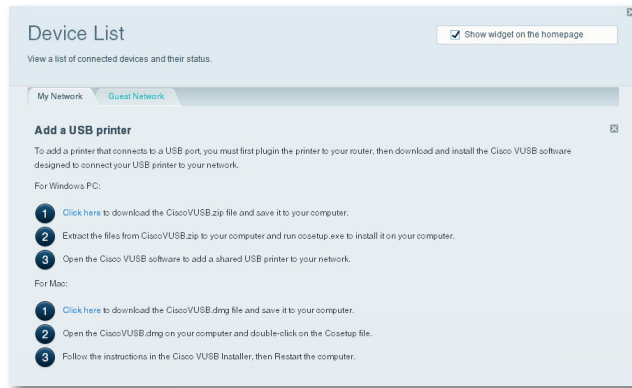 Device List
Show widget on the homepage
View a list of connected devices and their status.
My Network
Guest Network
Add a USB printer
To add a printer that connects to a USB port, you must first plugin the printer to your router, then download and install the Cisco VUSB software
designed to connect your USB printer to your network.
For Windows PC:
1 Click here to download the CiscoVUSB.zip file and save it to your computer.
2 Extract the files from CiscoVUSB.zip to your computer and run cosetup.exe to install it on your computer.
3 Open the Cisco VUSB software to add a shared USB printer to your network.
For Mac:
1 Click here to download the CiscoVUSB.dmg file and save it to your computer.
2 Open the CiscoVUSB.dmg on your computer and double-click on the Cosetup file.
3 Follow the instructions in the Cisco VUSB Installer, then Restart the computer.